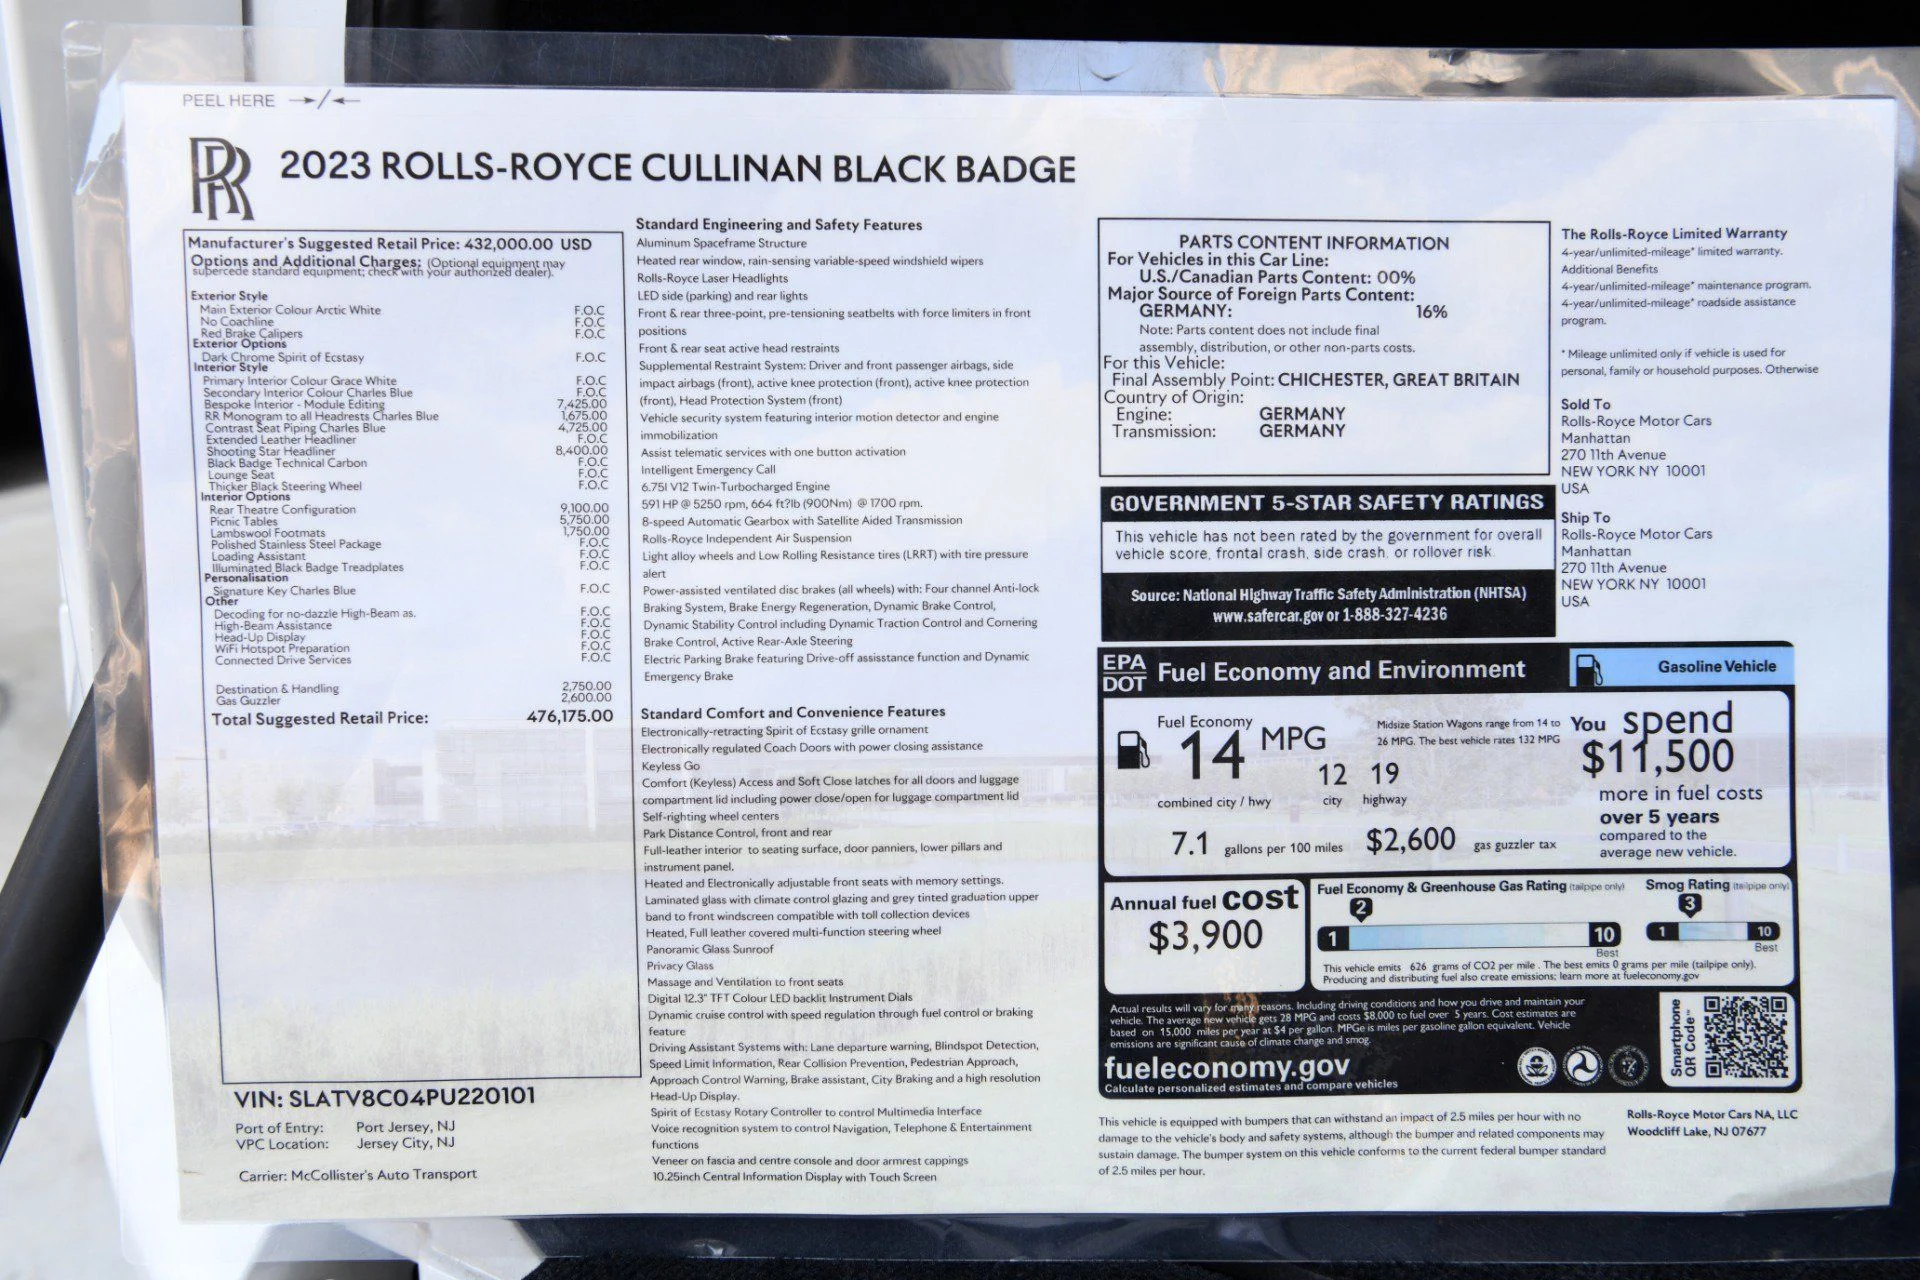 PEEL HERE →/←
RR
2023 ROLLS-ROYCE CULLINAN BLACK BADGE
Manufacturer's Suggested Retail Price: 432,000.00 USD
Options and Additional Charges: (Optional equipment may
supercede standard equipment; check with your authorized dealer).
Exterior Style
Main Exterior Colour Arctic White F.O.C
No Coachline F.O.C
Red Brake Calipers F.O.C
Exterior Options
Dark Chrome Spirit of Ecstasy F.O.C
Interior Style
Primary Interior Colour Grace White F.O.C
Secondary Interior Colour Charles Blue F.O.C
Bespoke Interior - Module Editing 7,425.00
RR Monogram to all Headrests Charles Blue 1,675.00
Contrast Seat Piping Charles Blue 4,725.00
Extended Leather Headliner F.O.C
Shooting Star Headliner 8,400.00
Black Badge Technical Carbon F.O.C
Lounge Seat F.O.C
Thicker Black Steering Wheel F.O.C
Interior Options
Rear Theatre Configuration 9,100.00
Picnic Tables 5,750.00
Lambswool Footmats 1,750.00
Polished Stainless Steel Package F.O.C
Loading Assistant F.O.C
Illuminated Black Badge Treadplates F.O.C
Personalisation
Signature Key Charles Blue F.O.C
Other
Decoding for no-dazzle High-Beam as. F.O.C
High-Beam Assistance F.O.C
Head-Up Display F.O.C
WiFi Hotspot Preparation F.O.C
Connected Drive Services F.O.C
Destination & Handling 2,750.00
Gas Guzzler 2,600.00
Total Suggested Retail Price: 476,175.00
VIN: SLATV8C04PU220101
Port of Entry: Port Jersey, NJ
VPC Location: Jersey City, NJ
Carrier: McCollister's Auto Transport
Standard Engineering and Safety Features
Aluminum Spaceframe Structure
Heated rear window, rain-sensing variable-speed windshield wipers
Rolls-Royce Laser Headlights
LED side (parking) and rear lights
Front & rear three-point, pre-tensioning seatbelts with force limiters in front
positions
Front & rear seat active head restraints
Supplemental Restraint System: Driver and front passenger airbags, side
impact airbags (front), active knee protection (front), active knee protection
(front), Head Protection System (front)
Vehicle security system featuring interior motion detector and engine
immobilization
Assist telematic services with one button activation
Intelligent Emergency Call
6.75l V12 Twin-Turbocharged Engine
591 HP @ 5250 rpm, 664 ft?lb (900Nm) @ 1700 rpm.
8-speed Automatic Gearbox with Satellite Aided Transmission
Rolls-Royce Independent Air Suspension
Light alloy wheels and Low Rolling Resistance tires (LRRT) with tire pressure
alert
Power-assisted ventilated disc brakes (all wheels) with: Four channel Anti-lock
Braking System, Brake Energy Regeneration, Dynamic Brake Control,
Dynamic Stability Control including Dynamic Traction Control and Cornering
Brake Control, Active Rear-Axle Steering
Electric Parking Brake featuring Drive-off assisstance function and Dynamic
Emergency Brake
Standard Comfort and Convenience Features
Electronically-retracting Spirit of Ecstasy grille ornament
Electronically regulated Coach Doors with power closing assistance
Keyless Go
Comfort (Keyless) Access and Soft Close latches for all doors and luggage
compartment lid including power close/open for luggage compartment lid
Self-righting wheel centers
Park Distance Control, front and rear
Full-leather interior to seating surface, door panniers, lower pillars and
instrument panel.
Heated and Electronically adjustable front seats with memory settings.
Laminated glass with climate control glazing and grey tinted graduation upper
band to front windscreen compatible with toll collection devices
Heated, Full leather covered multi-function steering wheel
Panoramic Glass Sunroof
Privacy Glass
Massage and Ventilation to front seats
Digital 12.3" TFT Colour LED backlit Instrument Dials
Dynamic cruise control with speed regulation through fuel control or braking
feature
Driving Assistant Systems with: Lane departure warning, Blindspot Detection,
Speed Limit Information, Rear Collision Prevention, Pedestrian Approach,
Approach Control Warning, Brake assistant, City Braking and a high resolution
Head-Up Display.
Spirit of Ecstasy Rotary Controller to control Multimedia Interface
Voice recognition system to control Navigation, Telephone & Entertainment
functions
Veneer on fascia and centre console and door armrest cappings
10.25inch Central Information Display with Touch Screen
PARTS CONTENT INFORMATION
For Vehicles in this Car Line:
U.S./Canadian Parts Content: 00%
Major Source of Foreign Parts Content:
GERMANY: 16%
Note: Parts content does not include final
assembly, distribution, or other non-parts costs.
For this Vehicle:
Final Assembly Point: CHICHESTER, GREAT BRITAIN
Country of Origin:
Engine: GERMANY
Transmission: GERMANY
GOVERNMENT 5-STAR SAFETY RATINGS
This vehicle has not been rated by the government for overall
vehicle score, frontal crash, side crash, or rollover risk.
Source: National Highway Traffic Safety Administration (NHTSA)
www.safercar.gov or 1-888-327-4236
The Rolls-Royce Limited Warranty
4-year/unlimited-mileage* limited warranty.
Additional Benefits
4-year/unlimited-mileage* maintenance program.
4-year/unlimited-mileage* roadside assistance
program.
* Mileage unlimited only if vehicle is used for
personal, family or household purposes. Otherwise
Sold To
Rolls-Royce Motor Cars
Manhattan
270 11th Avenue
NEW YORK NY 10001
USA
Ship To
Rolls-Royce Motor Cars
Manhattan
270 11th Avenue
NEW YORK NY 10001
USA
EPA
DOT
Fuel Economy and Environment
Gasoline Vehicle
Fuel Economy
14 MPG
combined city / hwy
12 city
19 highway
Midsize Station Wagons range from 14 to
26 MPG. The best vehicle rates 132 MPG
7.1 gallons per 100 miles
$2,600 gas guzzler tax
You spend
$11,500
more in fuel costs
over 5 years
compared to the
average new vehicle.
Annual fuel cost
$3,900
Fuel Economy & Greenhouse Gas Rating (tailpipe only)
2
1 10
Best
Smog Rating (tailpipe only)
3
1 10
Best
This vehicle emits 626 grams of CO2 per mile . The best emits 0 grams per mile (tailpipe only).
Producing and distributing fuel also create emissions; learn more at fueleconomy.gov
Actual results will vary for many reasons. Including driving conditions and how you drive and maintain your
vehicle. The average new vehicle gets 28 MPG and costs $8,000 to fuel over 5 years. Cost estimates are
based on 15,000 miles per year at $4 per gallon. MPGe is miles per gasoline gallon equivalent. Vehicle
emissions are significant cause of climate change and smog.
fueleconomy.gov
Calculate personalized estimates and compare vehicles
Smartphone
QR Code™
This vehicle is equipped with bumpers that can withstand an impact of 2.5 miles per hour with no
damage to the vehicle's body and safety systems, although the bumper and related components may
sustain damage. The bumper system on this vehicle conforms to the current federal bumper standard
of 2.5 miles per hour.
Rolls-Royce Motor Cars NA, LLC
Woodcliff Lake, NJ 07677